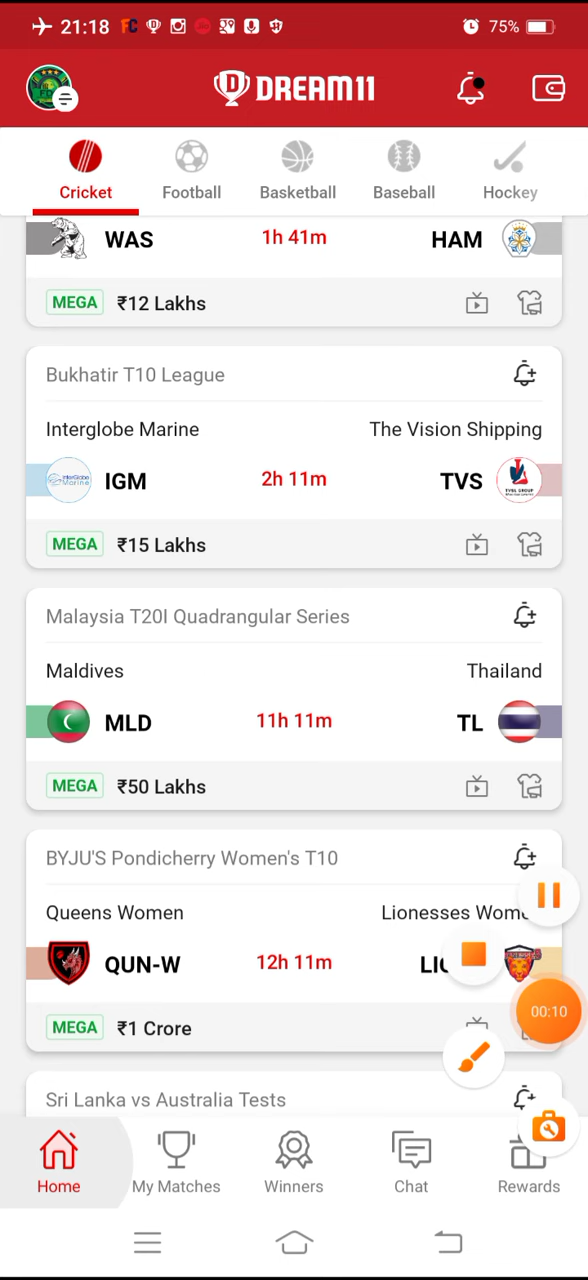 21:18
75%
DREAM11
Cricket Football Basketball Baseball Hockey
WAS 1h 41m HAM
MEGA ₹12 Lakhs
Bukhatir T10 League
Interglobe Marine The Vision Shipping
IGM 2h 11m TVS
MEGA ₹15 Lakhs
Malaysia T20I Quadrangular Series
Maldives Thailand
MLD 11h 11m TL
MEGA ₹50 Lakhs
BYJU'S Pondicherry Women's T10
Queens Women Lionesses
QUN-W 12h 11m
MEGA ₹1 Crore
00:10
Sri Lanka vs Australia Tests
Home My Matches Winners Chat Rewards